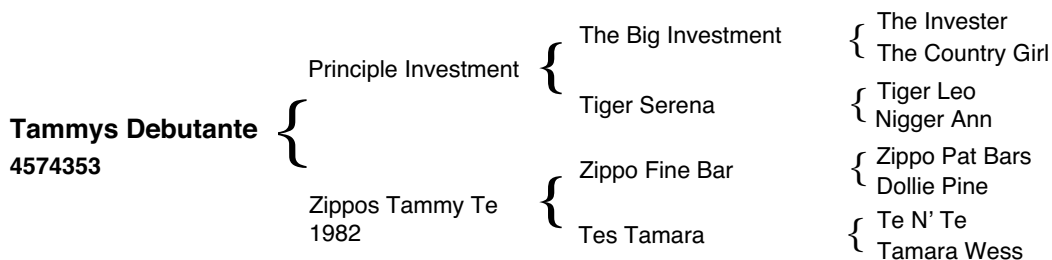 Tammys Debutante
4574353
Principle Investment
Zippos Tammy Te
1982
The Big Investment
Tiger Serena
Zippo Fine Bar
Tes Tamara
The Invester
The Country Girl
Tiger Leo
Nigger Ann
Zippo Pat Bars
Dollie Pine
Te N’ Te
Tamara Wess